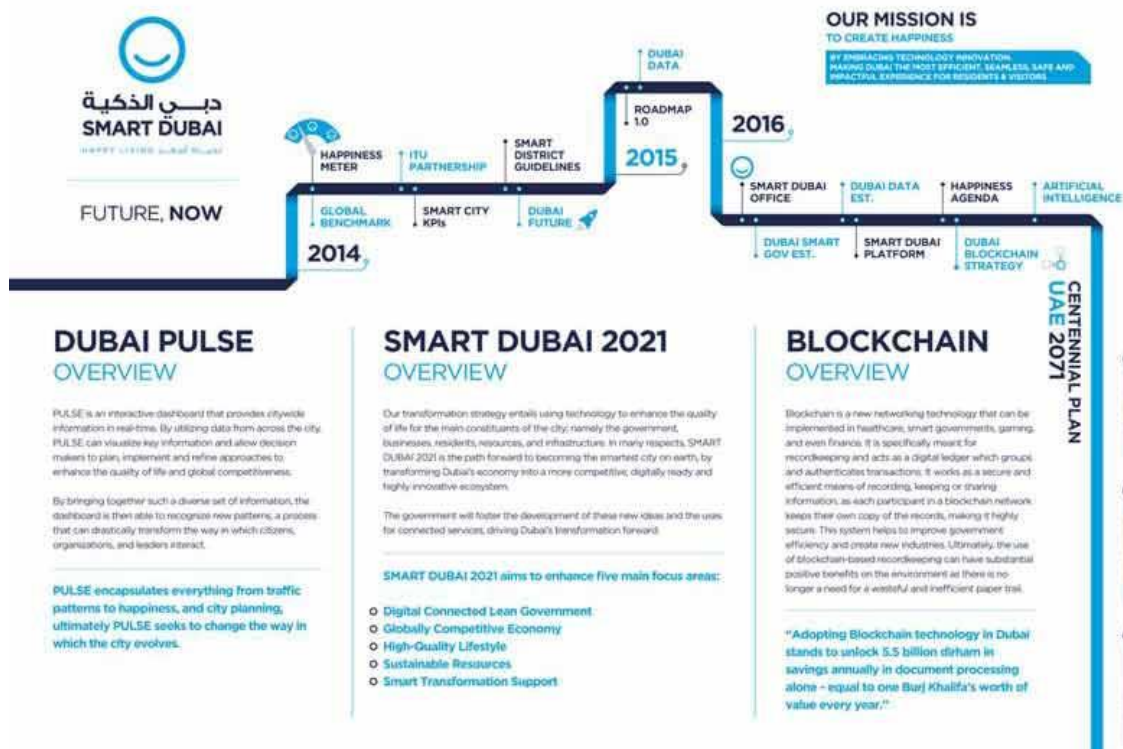 دبـــي الذكية
SMART DUBAI
HAPPY LIVING
FUTURE, NOW
OUR MISSION IS
TO CREATE HAPPINESS
BY EMBRACING TECHNOLOGY INNOVATION,
MAKING DUBAI THE MOST EFFICIENT, SEAMLESS, SAFE AND
IMPACTFUL EXPERIENCE FOR RESIDENTS & VISITORS
2014
HAPPINESS
METER
GLOBAL
BENCHMARK
ITU
PARTNERSHIP
SMART CITY
KPIs
SMART
DISTRICT
GUIDELINES
DUBAI
FUTURE
2015
ROADMAP
1.0
DUBAI
DATA
2016
SMART DUBAI
OFFICE
DUBAI SMART
GOV EST.
DUBAI DATA
EST.
SMART DUBAI
PLATFORM
HAPPINESS
AGENDA
DUBAI
BLOCKCHAIN
STRATEGY
ARTIFICIAL
INTELLIGENCE
CENTENNIAL PLAN
UAE 2071
DUBAI PULSE
OVERVIEW
PULSE is an interactive dashboard that provides citywide
information in real-time. By utilizing data from across the city,
PULSE can visualize key information and allow decision
makers to plan, implement and refine approaches to
enhance the quality of life and global competitiveness.
By bringing together such a diverse set of information, the
dashboard is then able to recognize new patterns, a process
that can drastically transform the way in which citizens,
organizations, and leaders interact.
PULSE encapsulates everything from traffic
patterns to happiness, and city planning,
ultimately PULSE seeks to change the way in
which the city evolves.
SMART DUBAI 2021
OVERVIEW
Our transformation strategy entails using technology to enhance the quality
of life for the main constituents of the city; namely the government,
businesses, residents, resources, and infrastructure. In many respects, SMART
DUBAI 2021 is the path forward to becoming the smartest city on earth, by
transforming Dubai's economy into a more competitive, digitally ready and
highly innovative ecosystem.
The government will foster the development of these new ideas and the uses
for connected services, driving Dubai's transformation forward.
SMART DUBAI 2021 aims to enhance five main focus areas:
Digital Connected Lean Government
Globally Competitive Economy
High-Quality Lifestyle
Sustainable Resources
Smart Transformation Support
BLOCKCHAIN
OVERVIEW
Blockchain is a new networking technology that can be
implemented in healthcare, smart governments, gaming,
and even finance. It is specifically meant for
recordkeeping and acts as a digital ledger which groups
and authenticates transactions. It works as a secure and
efficient means of recording, keeping or sharing
information, as each participant in a blockchain network
keeps their own copy of the records, making it highly
secure. This system helps to improve government
efficiency and create new industries. Ultimately, the use
of blockchain-based recordkeeping can have substantial
positive benefits on the environment as there is no
longer a need for a wasteful and inefficient paper trail.
"Adopting Blockchain technology in Dubai
stands to unlock 5.5 billion dirham in
savings annually in document processing
alone - equal to one Burj Khalifa's worth of
value every year."